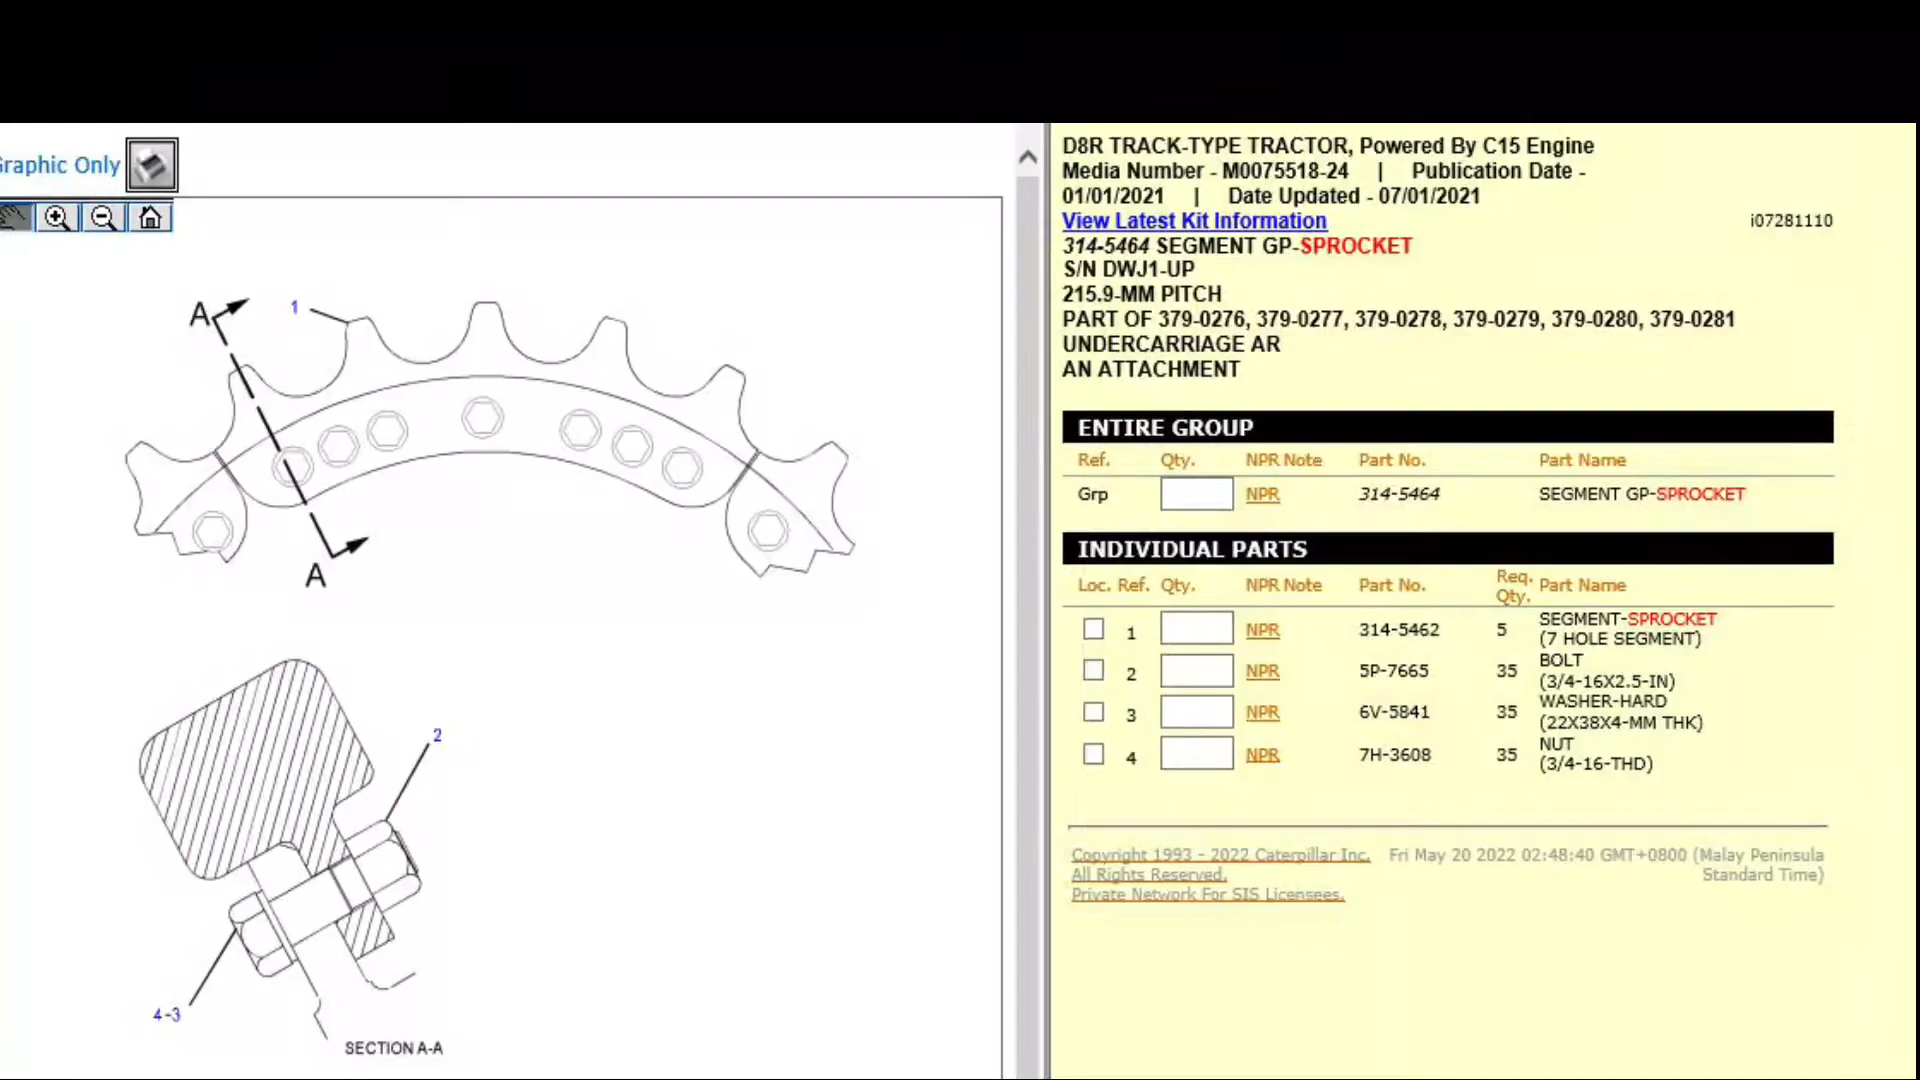 Graphic Only
A
1
A
2
4-3
SECTION A-A
D8R TRACK-TYPE TRACTOR, Powered By C15 Engine
Media Number - M0075518-24 | Publication Date -
01/01/2021 | Date Updated - 07/01/2021
View Latest Kit Information i07281110
314-5464 SEGMENT GP-SPROCKET
S/N DWJ1-UP
215.9-MM PITCH
PART OF 379-0276, 379-0277, 379-0278, 379-0279, 379-0280, 379-0281
UNDERCARRIAGE AR
AN ATTACHMENT
ENTIRE GROUP
Ref. Qty. NPR Note Part No. Part Name
Grp NPR 314-5464 SEGMENT GP-SPROCKET
INDIVIDUAL PARTS
Loc. Ref. Qty. NPR Note Part No. Req. Qty. Part Name
1 NPR 314-5462 5 SEGMENT-SPROCKET
(7 HOLE SEGMENT)
2 NPR 5P-7665 35 BOLT
(3/4-16X2.5-IN)
3 NPR 6V-5841 35 WASHER-HARD
(22X38X4-MM THK)
4 NPR 7H-3608 35 NUT
(3/4-16-THD)
Copyright 1993 - 2022 Caterpillar Inc. Fri May 20 2022 02:48:40 GMT+0800 (Malay Peninsula
All Rights Reserved. Standard Time)
Private Network For SIS Licensees.